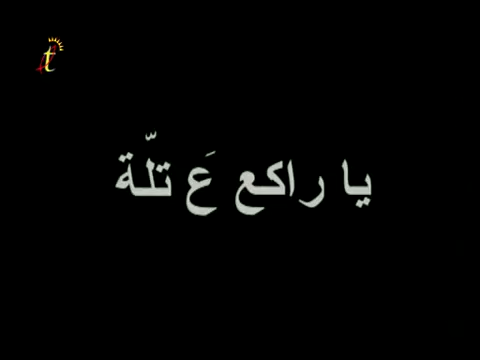 يا راكع عَ تلّة